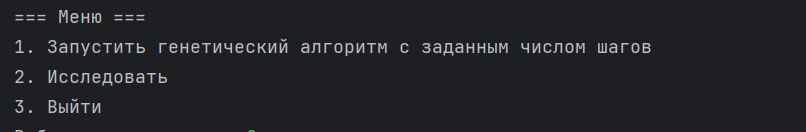 === Меню ===
1. Запустить генетический алгоритм с заданным числом шагов
2. Исследовать
3. Выйти